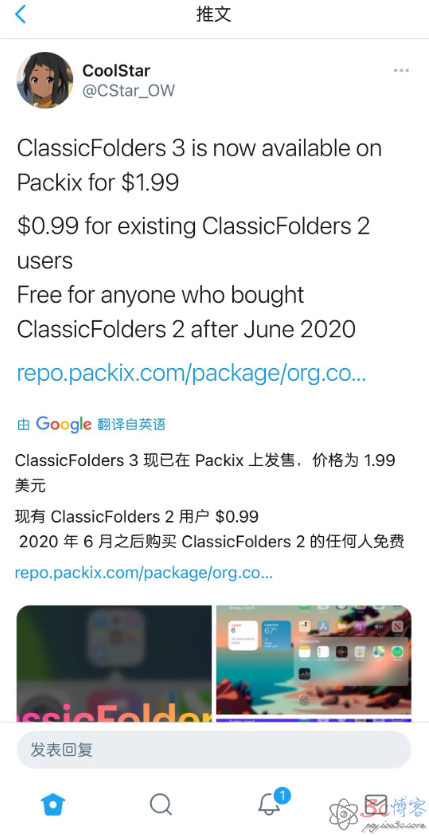 推文
CoolStar
@CStar_OW
ClassicFolders 3 is now available on
Packix for $1.99
$0.99 for existing ClassicFolders 2
users
Free for anyone who bought
ClassicFolders 2 after June 2020
repo.packix.com/package/org.co...
由 Google 翻译自英语
ClassicFolders 3 现已在 Packix 上发售，价格为 1.99
美元
现有 ClassicFolders 2 用户 $0.99
2020 年 6 月之后购买 ClassicFolders 2 的任何人免费
repo.packix.com/package/org.co...
6
67°
发表回复
1
3c博客